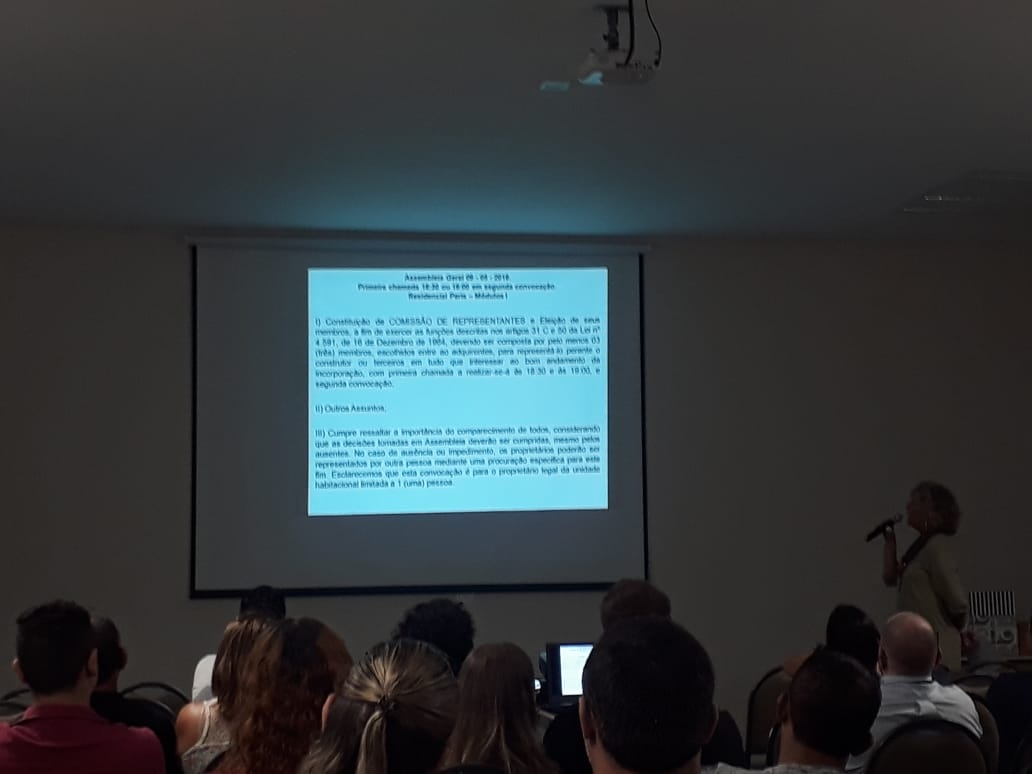 Assembleia Geral 09 - 08 - 2018.
Primeira chamada 18:30 ou 19:00 em segunda convocação.
Residencial Paris – Módulos I
I) Constituição de COMISSÃO DE REPRESENTANTES e Eleição de seus
membros, a fim de exercer as funções descritas nos artigos 31 C e 50 da Lei nº
4.591, de 16 de Dezembro de 1964, devendo ser composta por pelo menos 03
(três) membros, escolhidos entre ao adquirentes, para representá-lo perante o
construtor ou terceiros em tudo que interessar ao bom andamento da
incorporação, com primeira chamada a realizar-se-á às 18:30 e às 19:00, e
segunda convocação;
II) Outros Assuntos;
III) Cumpre ressaltar a importância do comparecimento de todos, considerando
que as decisões tomadas em Assembleia deverão ser cumpridas, mesmo pelos
ausentes. No caso de ausência ou impedimento, os proprietários poderão ser
representados por outra pessoa mediante uma procuração especifica para este
fim. Esclarecemos que esta convocação é para o proprietário legal da unidade
habitacional limitada a 1 (uma) pessoa.